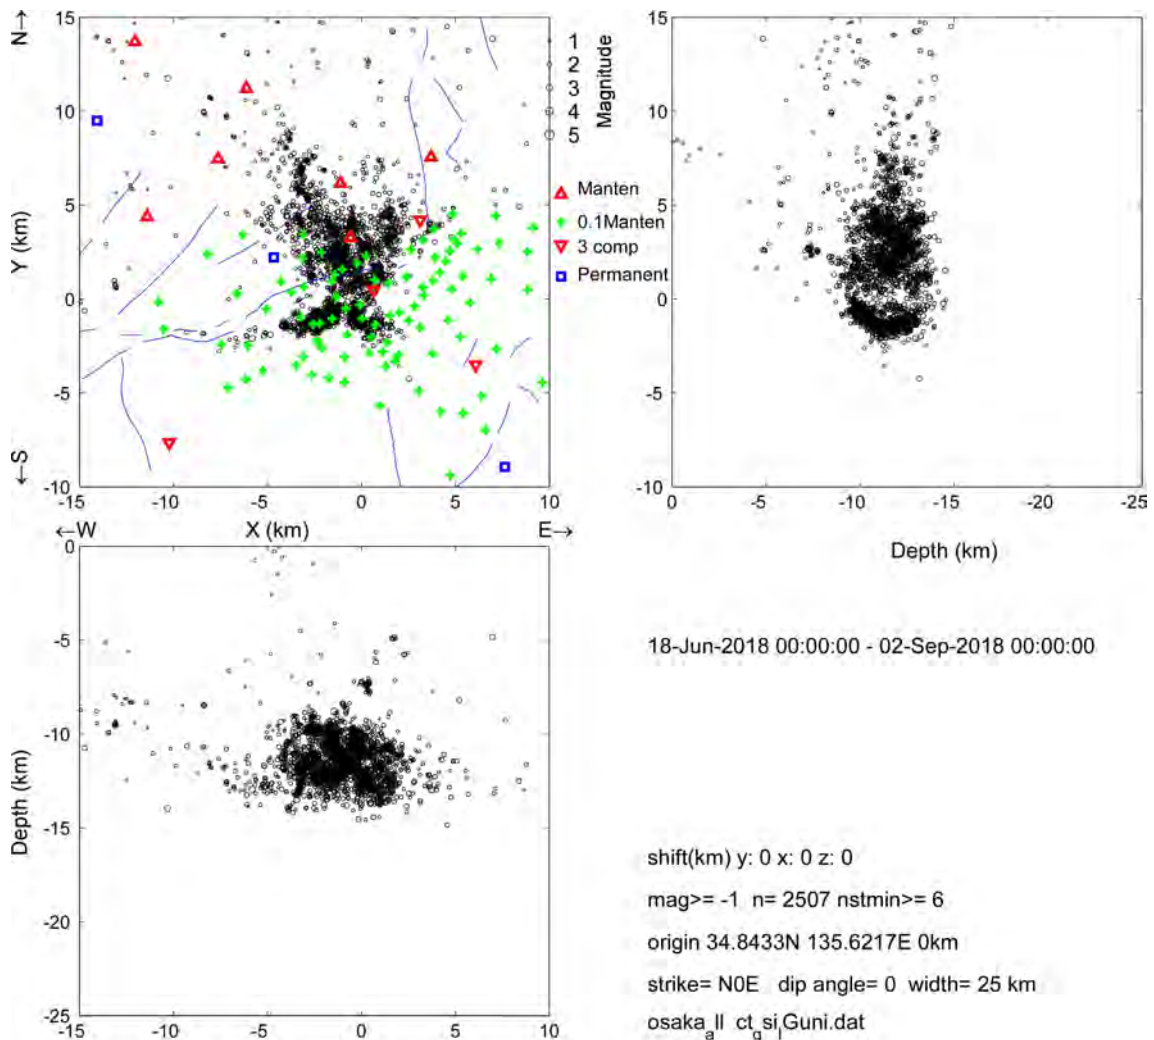 N→
15
10
5
0
-5
-10
Y (km)
←S
-15
-10
-5
0
5
10
←W
X (km)
E→
1
2
3
4
5
Magnitude
Manten
0.1Manten
3 comp
Permanent
15
10
5
0
-5
-10
0
-5
-10
-15
-20
-25
Depth (km)
0
-5
-10
-15
-20
-25
Depth (km)
-15
-10
-5
0
5
10
18-Jun-2018 00:00:00 - 02-Sep-2018 00:00:00
shift(km) y: 0 x: 0 z: 0
mag>= -1 n= 2507 nstmin>= 6
origin 34.8433N 135.6217E 0km
strike= N0E dip angle= 0 width= 25 km
osaka_all ct_gsi_lGuni.dat